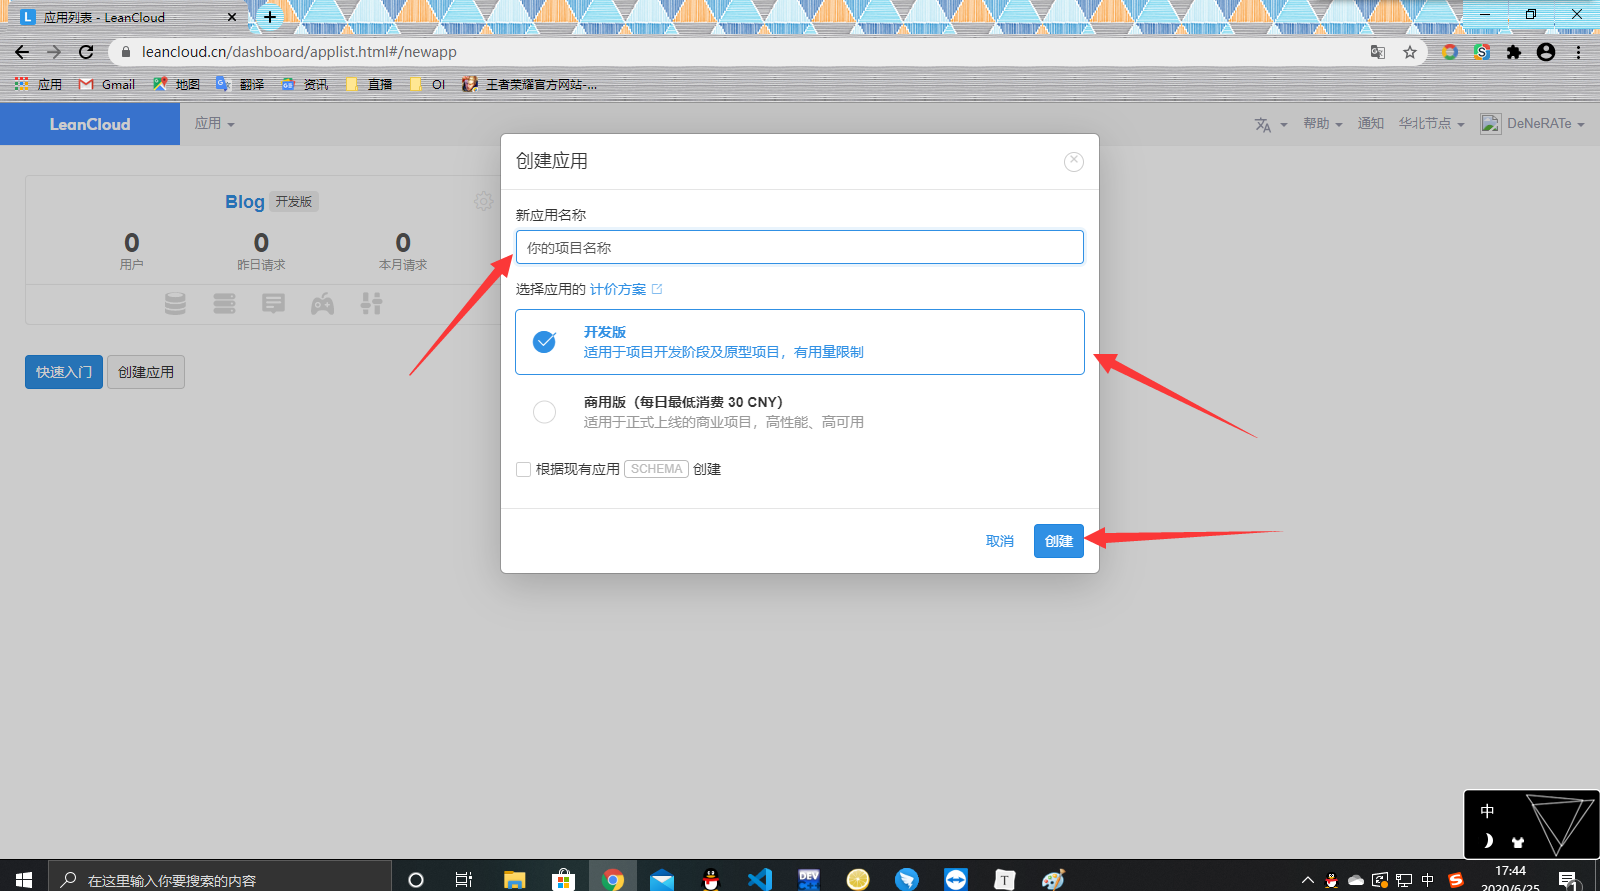 应用列表 - LeanCloud
leancloud.cn/dashboard/applist.html#/newapp
应用 Gmail 地图 翻译 资讯 直播 OI 王者荣耀官方网站-...
LeanCloud 应用 帮助 通知 华北节点 DeNeRATe
创建应用
Blog 开发版
0 0 0
用户 昨日请求 本月请求
快速入门 创建应用
新应用名称
你的项目名称
选择应用的 计价方案
开发版
适用于项目开发阶段及原型项目，有用量限制
商用版（每日最低消费 30 CNY）
适用于正式上线的商业项目，高性能、高可用
根据现有应用 SCHEMA 创建
取消 创建
中
在这里输入你要搜索的内容
DEV
T
中
17:44
2020/6/25
1